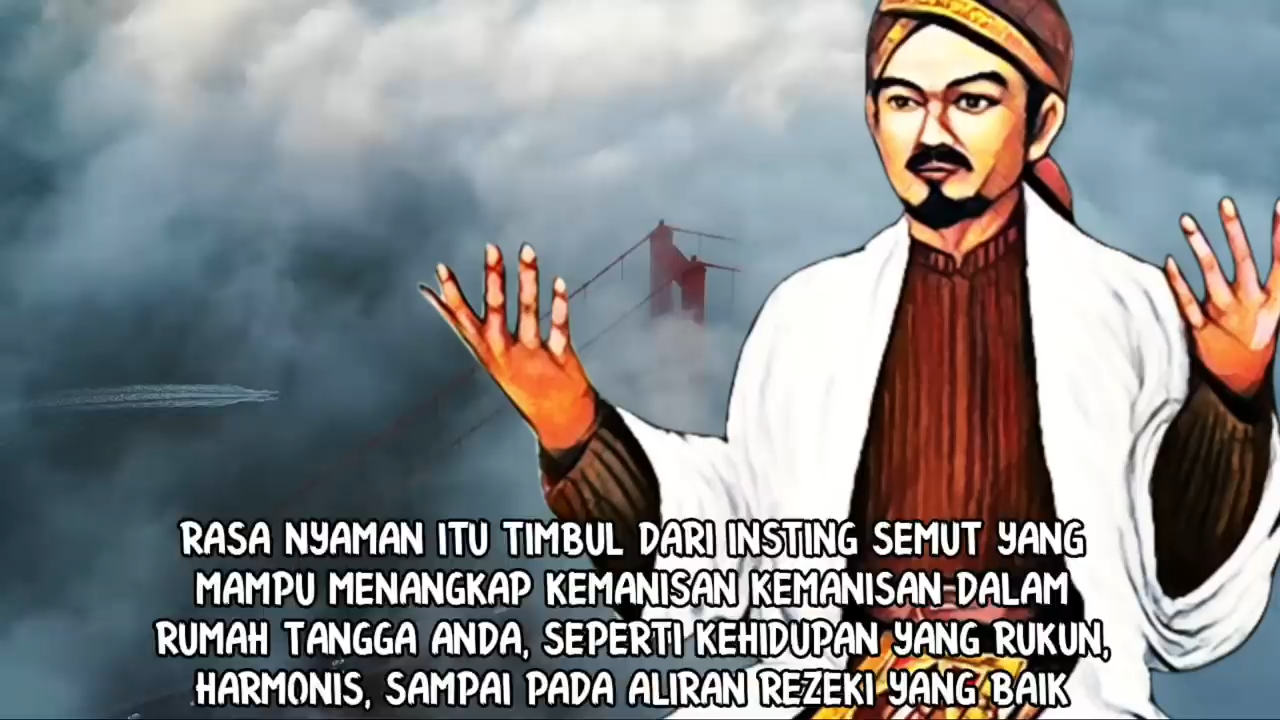 RASA NYAMAN ITU TIMBUL DARI INSTING SEMUT YANG
MAMPU MENANGKAP KEMANISAN KEMANISAN DALAM
RUMAH TANGGA ANDA, SEPERTI KEHIDUPAN YANG RUKUN,
HARMONIS, SAMPAI PADA ALIRAN REZEKI YANG BAIK